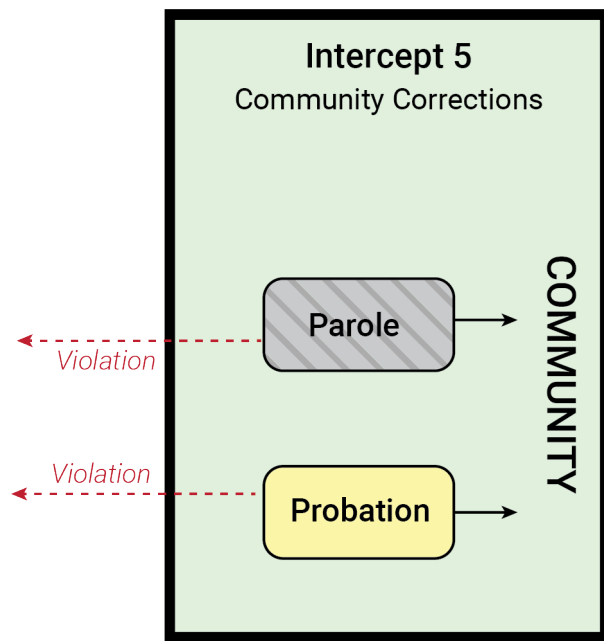 Intercept 5
Community Corrections
COMMUNITY
Parole
Violation
Violation
Probation